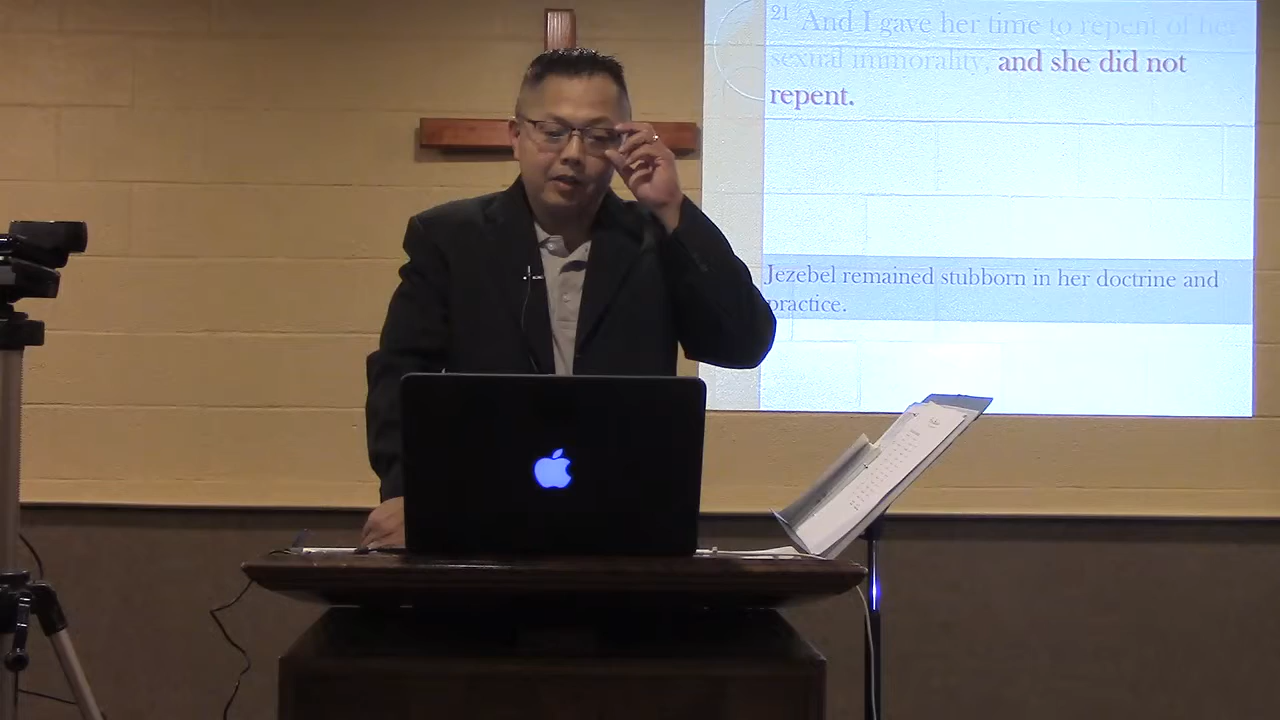 21 And I gave her time to repent of her
sexual immorality, and she did not
repent.
Jezebel remained stubborn in her doctrine and
practice.